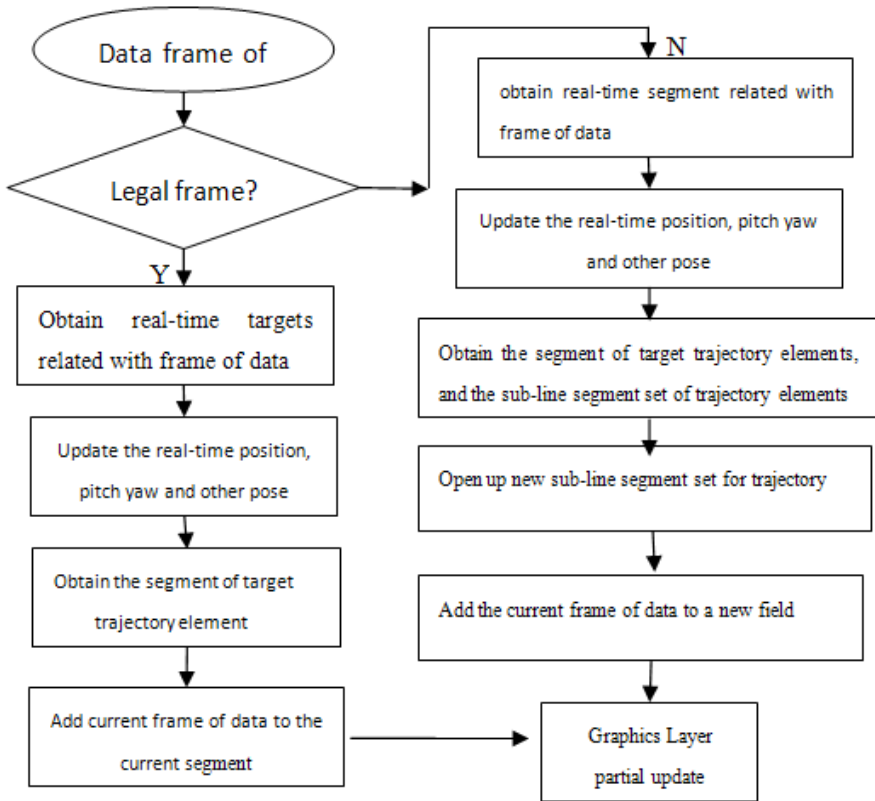 Data frame of
Legal frame?
Y
Obtain real-time targets
related with frame of data
Update the real-time position,
pitch yaw and other pose
Obtain the segment of target
trajectory element
Add current frame of data to the
current segment
N
obtain real-time segment related with
frame of data
Update the real-time position, pitch yaw
and other pose
Obtain the segment of target trajectory elements,
and the sub-line segment set of trajectory elements
Open up new sub-line segment set for trajectory
Add the current frame of data to a new field
Graphics Layer
partial update